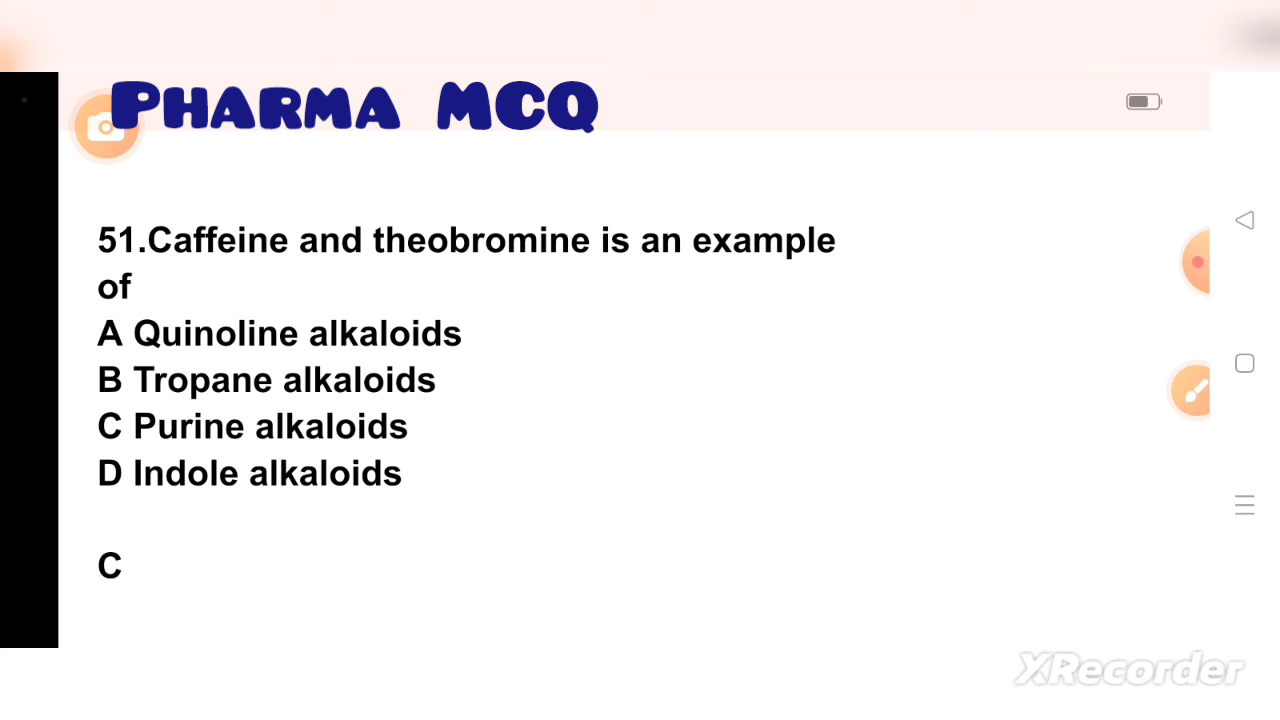 PHARMA MCQ
51.Caffeine and theobromine is an example
of
A Quinoline alkaloids
B Tropane alkaloids
C Purine alkaloids
D Indole alkaloids
C
XRecorder